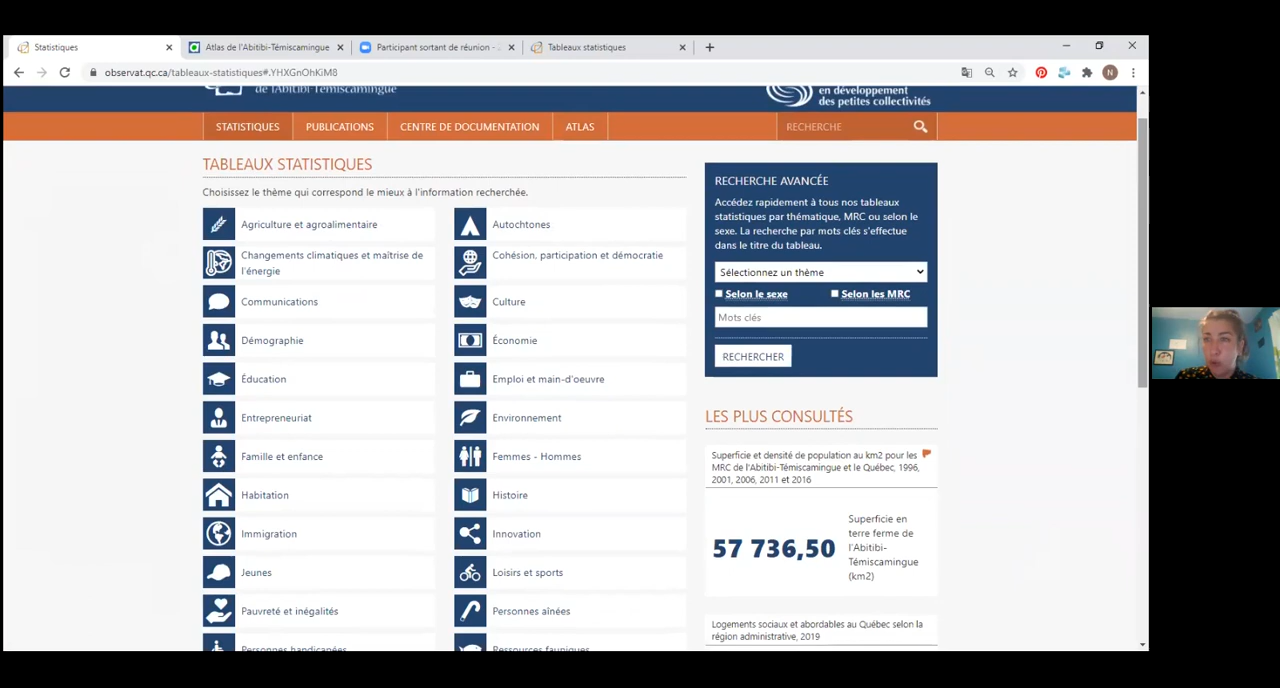 Statistiques
Atlas de l'Abitibi-Témiscamingue
Participant sortant de réunion -
Tableaux statistiques
observat.qc.ca/tableaux-statistiques#.YHXGnOhKiM8
N
de l'Abitibi-Témiscamingue
en développement
des petites collectivités
STATISTIQUES
PUBLICATIONS
CENTRE DE DOCUMENTATION
ATLAS
RECHERCHE
TABLEAUX STATISTIQUES
Choisissez le thème qui correspond le mieux à l'information recherchée.
Agriculture et agroalimentaire
Autochtones
Changements climatiques et maîtrise de
l'énergie
Cohésion, participation et démocratie
Communications
Culture
Démographie
Économie
Éducation
Emploi et main-d'oeuvre
Entrepreneuriat
Environnement
Famille et enfance
Femmes - Hommes
Habitation
Histoire
Immigration
Innovation
Jeunes
Loisirs et sports
Pauvreté et inégalités
Personnes aînées
Personnes handicapées
Ressources fauniques
RECHERCHE AVANCÉE
Accédez rapidement à tous nos tableaux
statistiques par thématique, MRC ou selon le
sexe. La recherche par mots clés s'effectue
dans le titre du tableau.
Sélectionnez un thème
Selon le sexe
Selon les MRC
Mots clés
RECHERCHER
LES PLUS CONSULTÉS
Superficie et densité de population au km2 pour les
MRC de l'Abitibi-Témiscamingue et le Québec, 1996,
2001, 2006, 2011 et 2016
57 736,50
Superficie en
terre ferme de
l'Abitibi-
Témiscamingue
(km2)
Logements sociaux et abordables au Québec selon la
région administrative, 2019